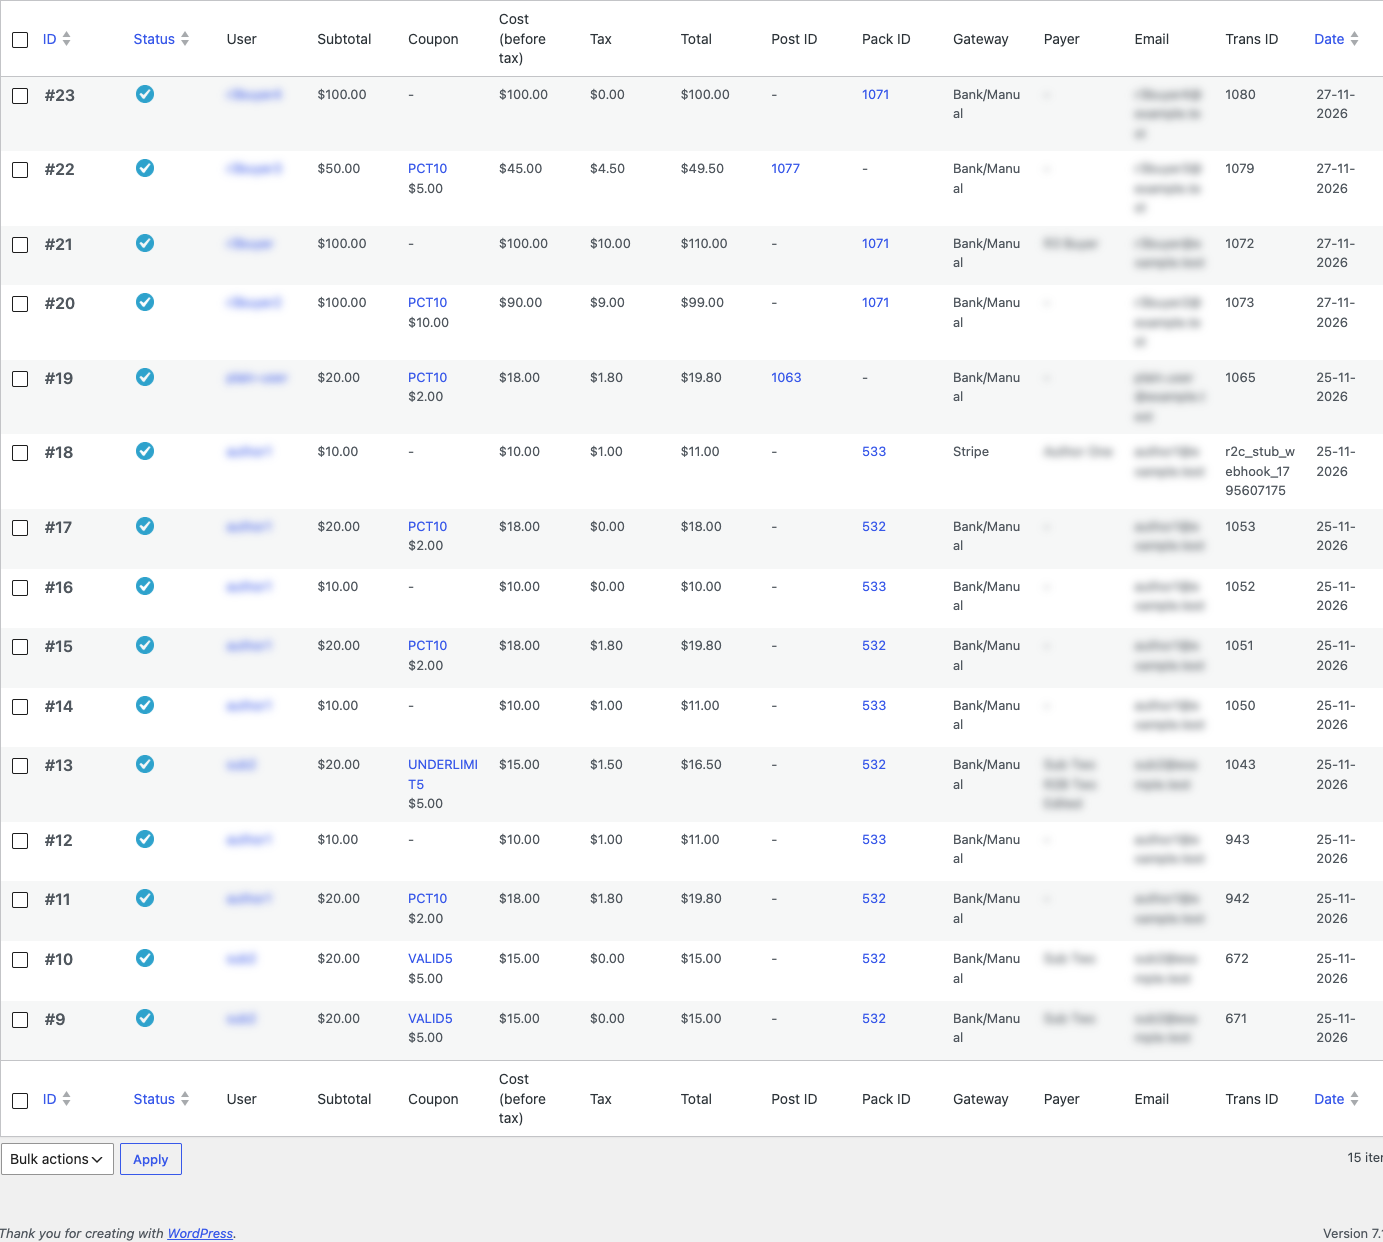 ID Status User Subtotal Coupon Cost (before tax) Tax Total Post ID Pack ID Gateway Payer Email Trans ID Date
#23 $100.00 - $100.00 $0.00 $100.00 - 1071 Bank/Manual 1080 27-11-2026
#22 $50.00 PCT10 $5.00 $45.00 $4.50 $49.50 1077 - Bank/Manual 1079 27-11-2026
#21 $100.00 - $100.00 $10.00 $110.00 - 1071 Bank/Manual 1072 27-11-2026
#20 $100.00 PCT10 $10.00 $90.00 $9.00 $99.00 - 1071 Bank/Manual 1073 27-11-2026
#19 $20.00 PCT10 $2.00 $18.00 $1.80 $19.80 1063 - Bank/Manual 1065 25-11-2026
#18 $10.00 - $10.00 $1.00 $11.00 - 533 Stripe r2c_stub_webhook_1795607175 25-11-2026
#17 $20.00 PCT10 $2.00 $18.00 $0.00 $18.00 - 532 Bank/Manual 1053 25-11-2026
#16 $10.00 - $10.00 $0.00 $10.00 - 533 Bank/Manual 1052 25-11-2026
#15 $20.00 PCT10 $2.00 $18.00 $1.80 $19.80 - 532 Bank/Manual 1051 25-11-2026
#14 $10.00 - $10.00 $1.00 $11.00 - 533 Bank/Manual 1050 25-11-2026
#13 $20.00 UNDERLIMIT5 $5.00 $15.00 $1.50 $16.50 - 532 Bank/Manual 1043 25-11-2026
#12 $10.00 - $10.00 $1.00 $11.00 - 533 Bank/Manual 943 25-11-2026
#11 $20.00 PCT10 $2.00 $18.00 $1.80 $19.80 - 532 Bank/Manual 942 25-11-2026
#10 $20.00 VALID5 $5.00 $15.00 $0.00 $15.00 - 532 Bank/Manual 672 25-11-2026
#9 $20.00 VALID5 $5.00 $15.00 $0.00 $15.00 - 532 Bank/Manual 671 25-11-2026
ID Status User Subtotal Coupon Cost (before tax) Tax Total Post ID Pack ID Gateway Payer Email Trans ID Date
Bulk actions Apply 15
Thank you for creating with WordPress. Version 7.